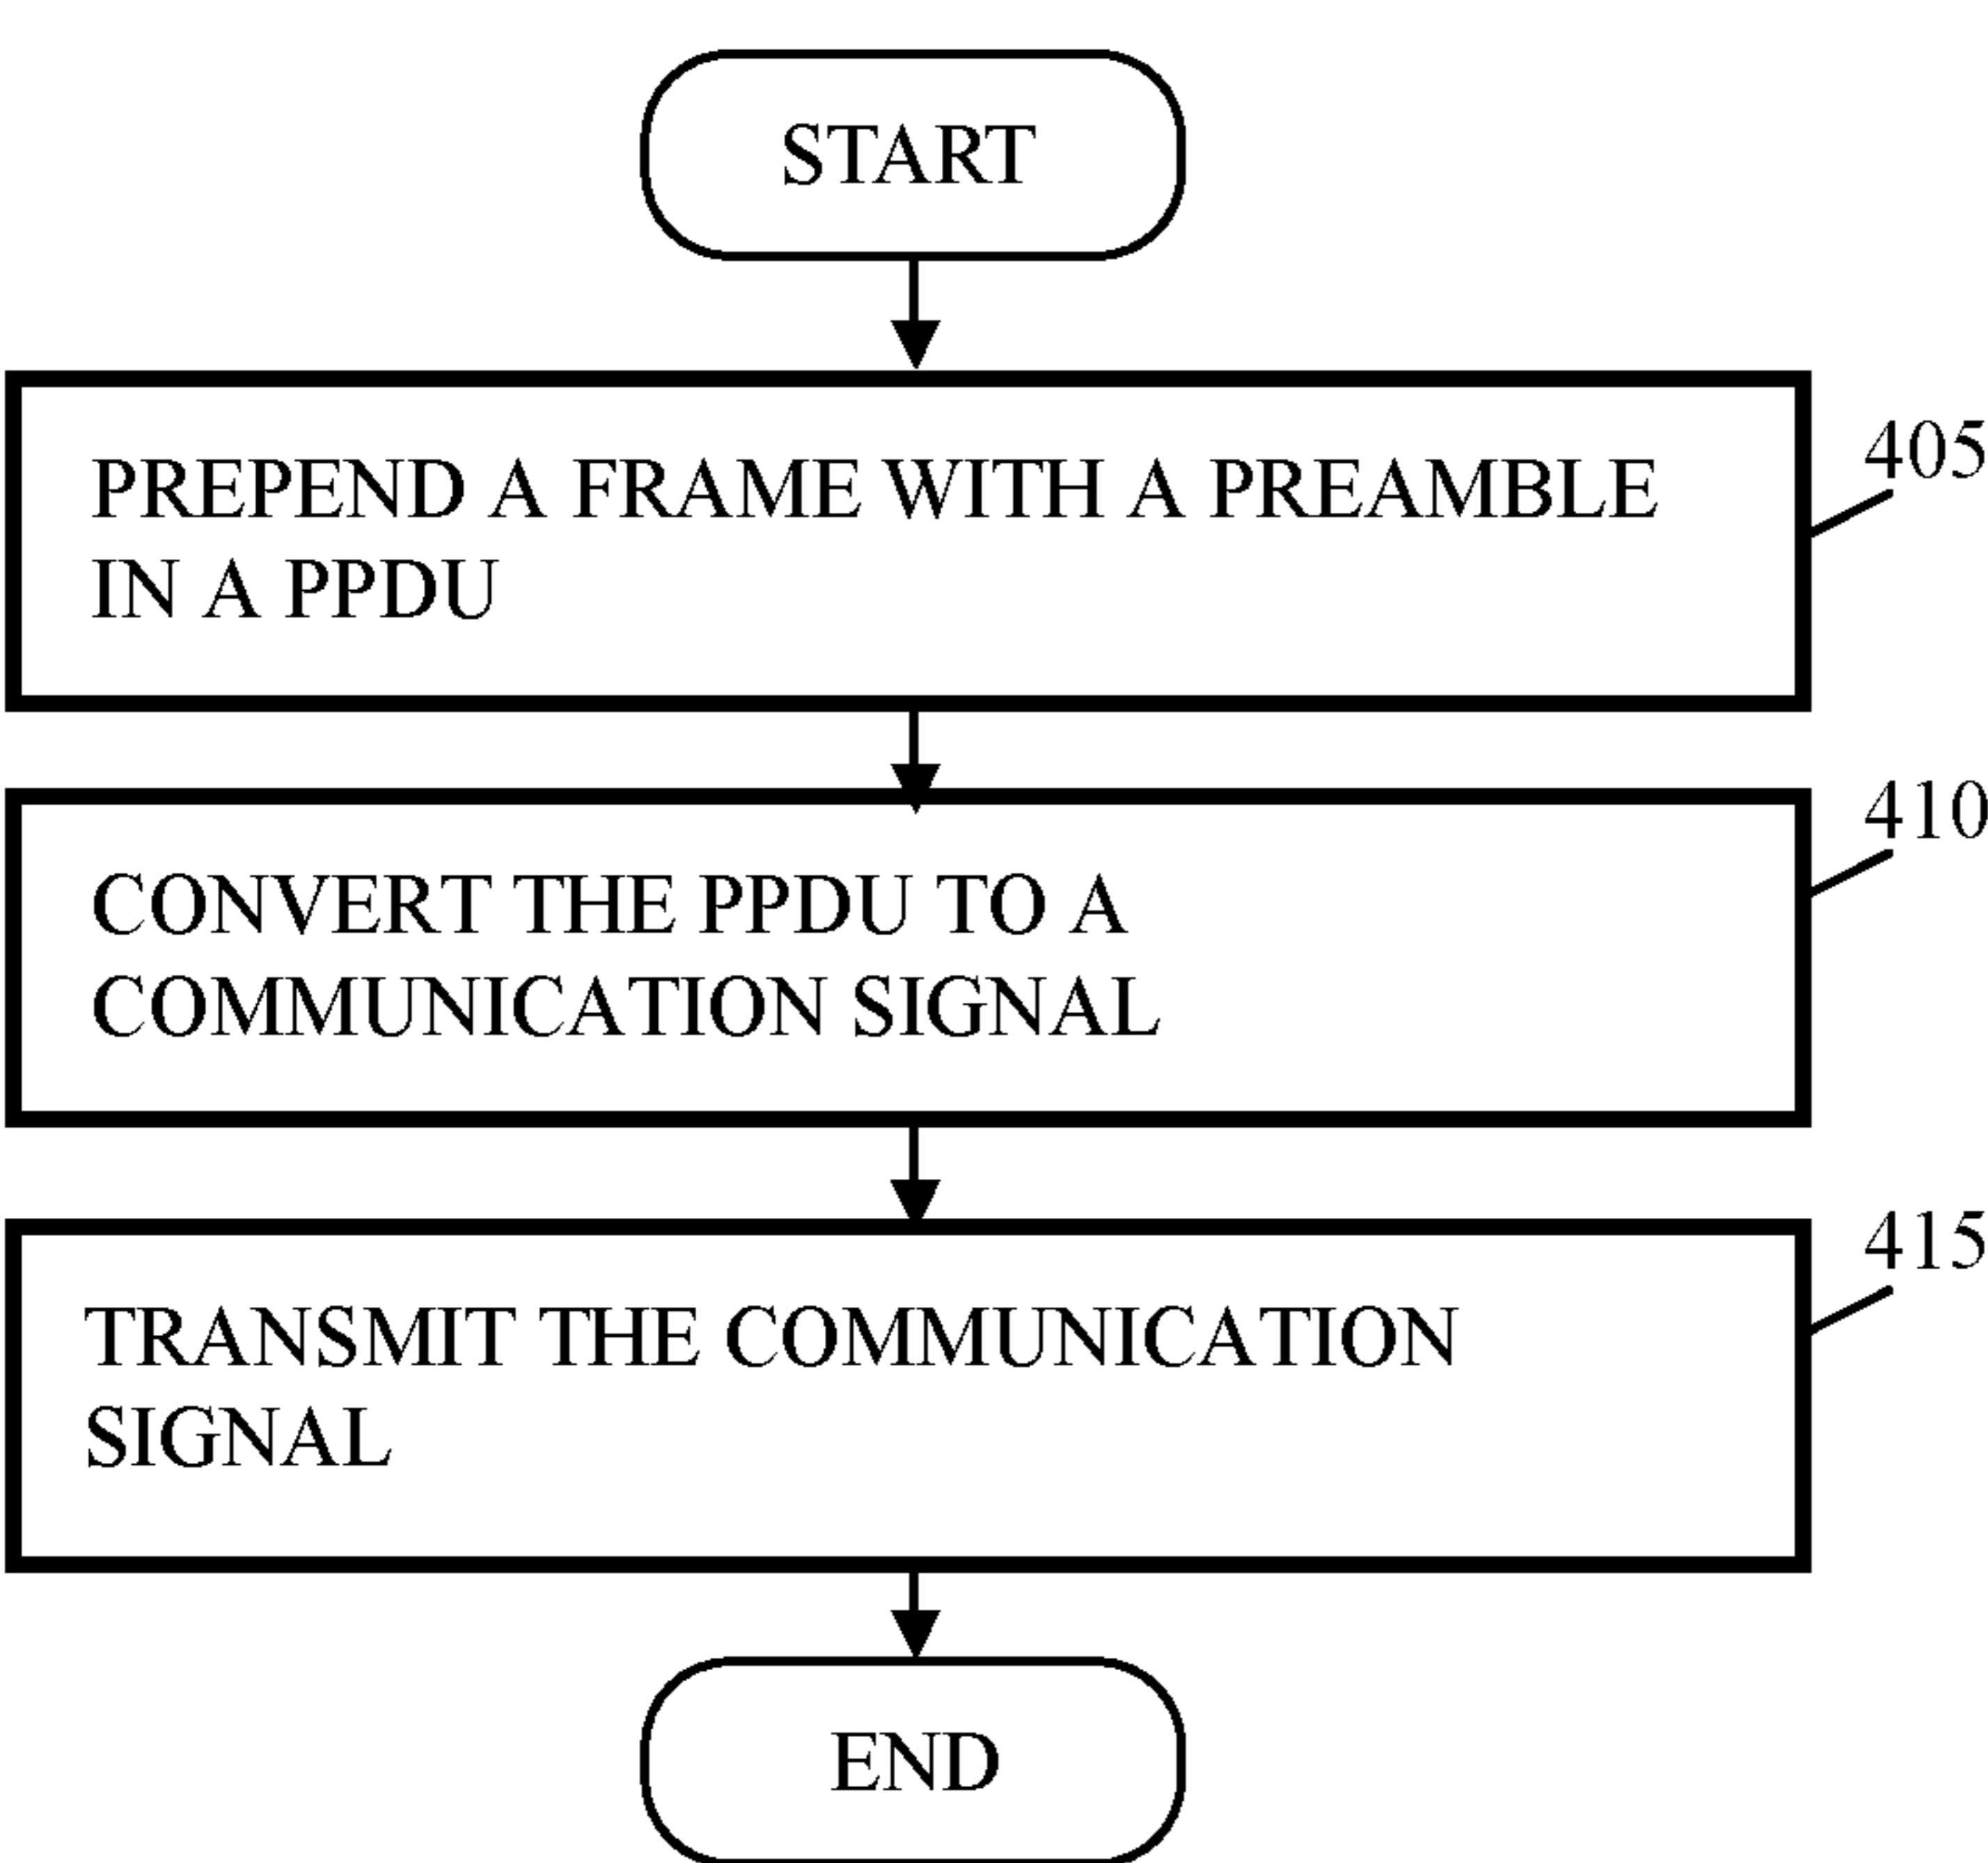 START
PREPEND A FRAME WITH A PREAMBLE
IN A PPDU
405
CONVERT THE PPDU TO A
COMMUNICATION SIGNAL
410
TRANSMIT THE COMMUNICATION
SIGNAL
415
END